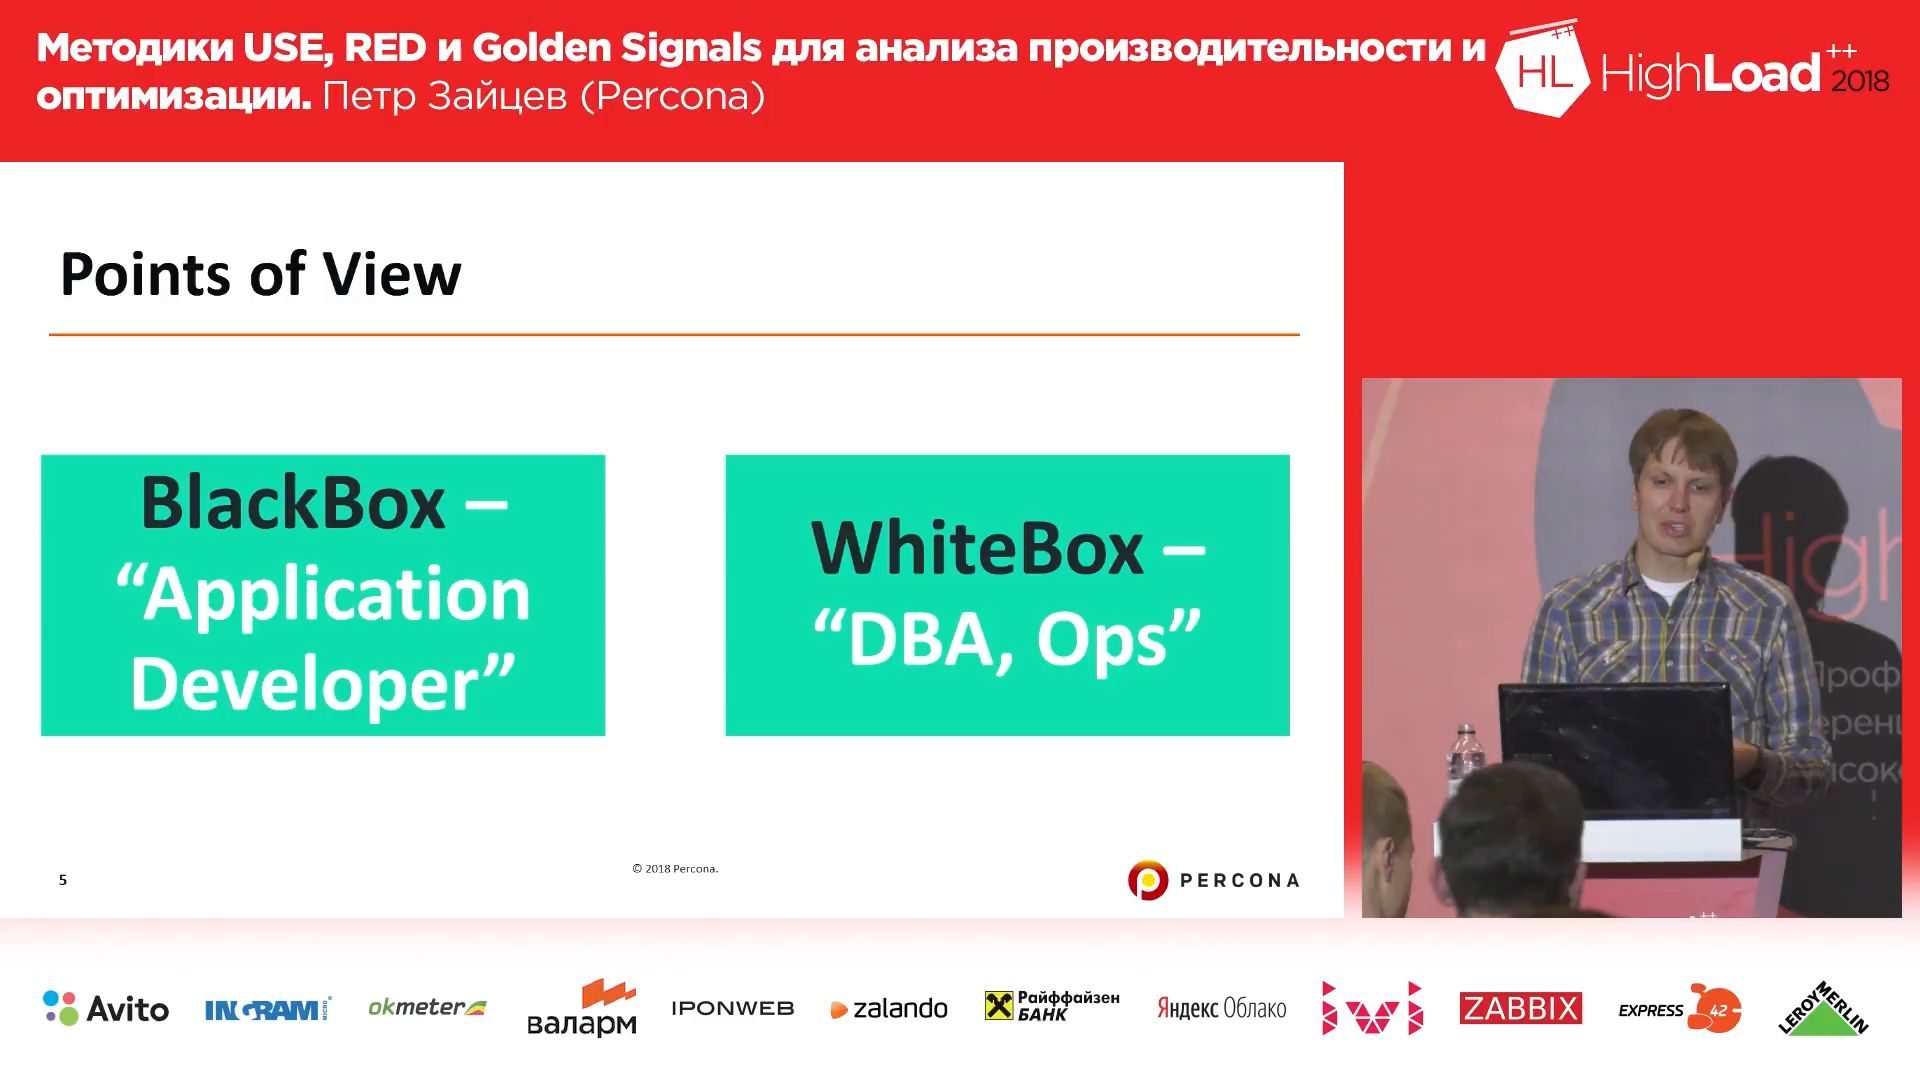 Методики USE, RED и Golden Signals для анализа производительности и
оптимизации. Петр Зайцев (Percona)
HL ++
HighLoad ++ 2018
Points of View
BlackBox –
“Application
Developer”
WhiteBox –
“DBA, Ops”
5
© 2018 Percona.
PERCONA
High
Avito
INGRAM MICRO
okmeter
валарм
IPONWEB
zalando
Райффайзен
БАНК
Яндекс Облако
ivi
ZABBIX
EXPRESS 42
LEROY MERLIN